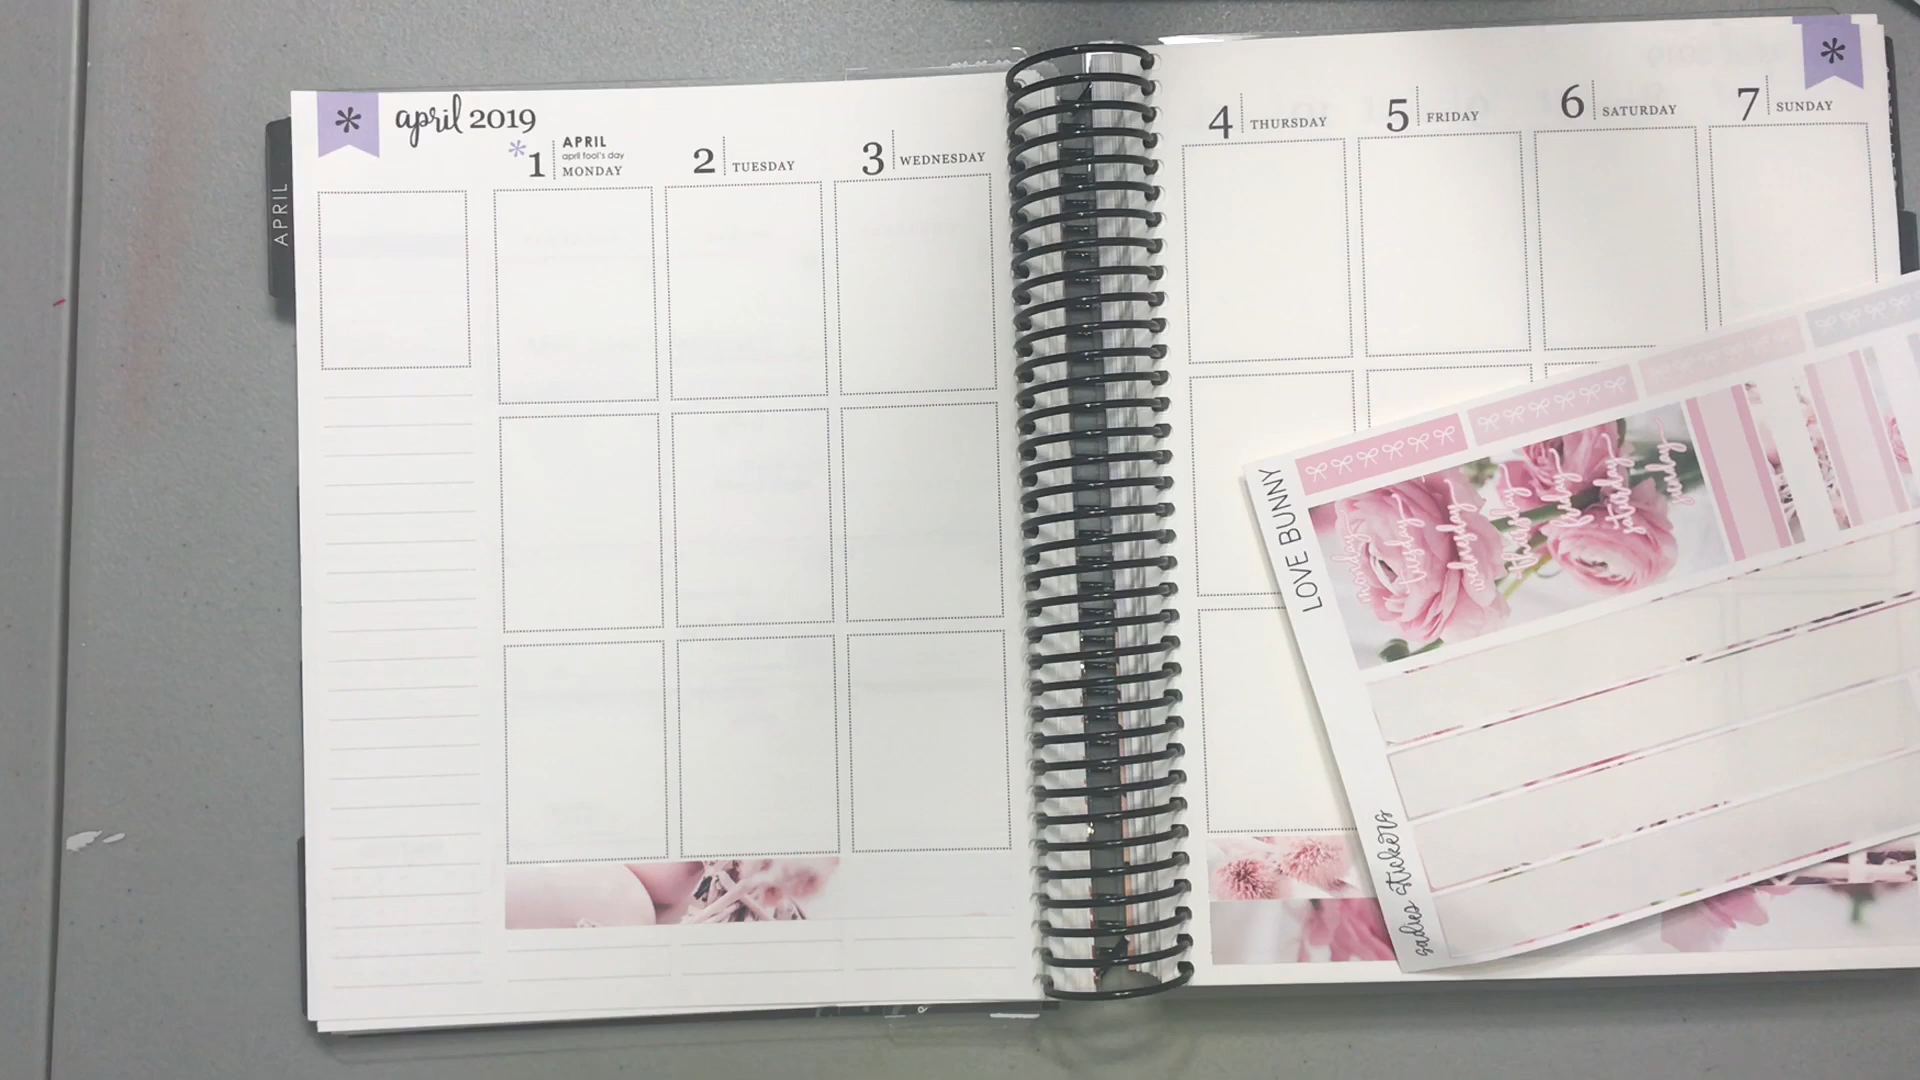 * april 2019
* 1 APRIL
april fool's day
MONDAY
2 TUESDAY
3 WEDNESDAY
4 THURSDAY
5 FRIDAY
6 SATURDAY
7 SUNDAY
*
APRIL
LOVE BUNNY
monday
tuesday
wednesday
thursday
friday
saturday
sunday
sadies stickers